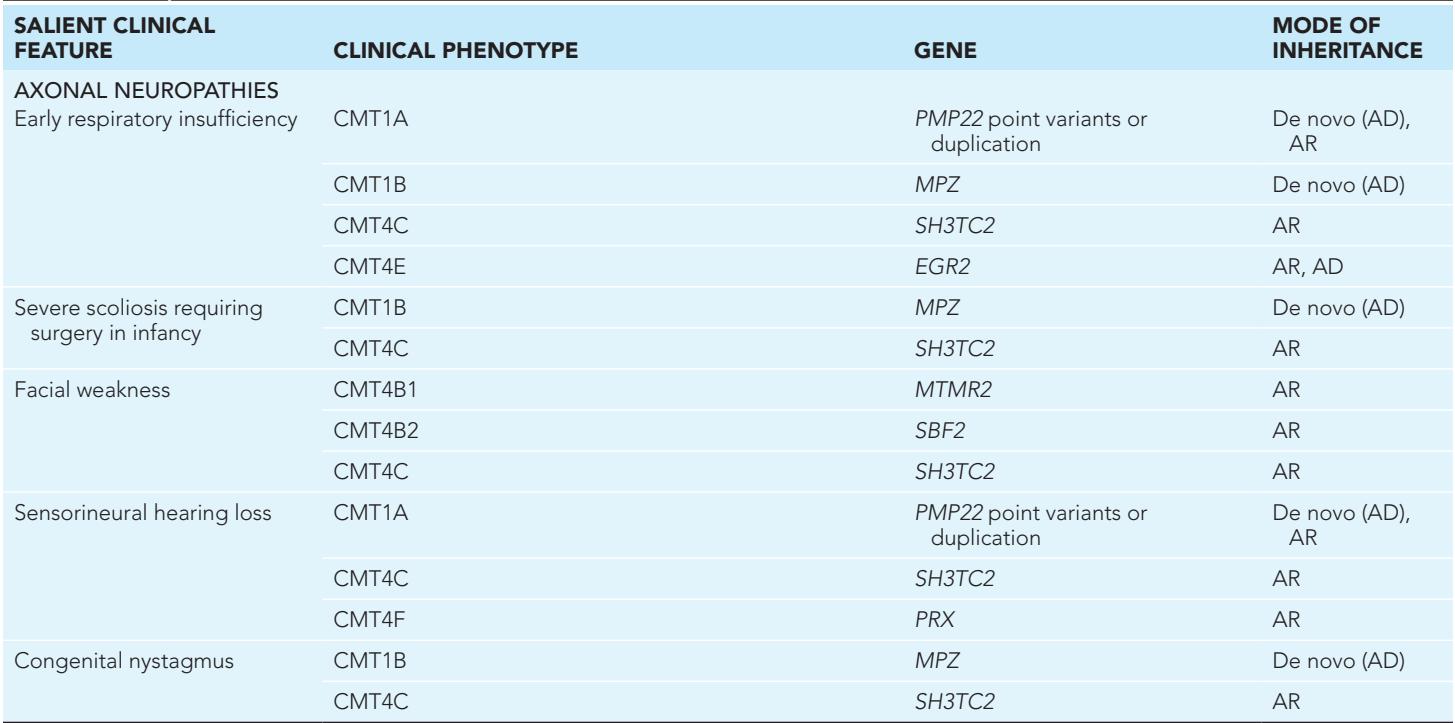 SALIENT CLINICAL
FEATURE CLINICAL PHENOTYPE GENE MODE OF
INHERITANCE
AXONAL NEUROPATHIES
Early respiratory insufficiency CMT1A PMP22 point variants or
duplication De novo (AD),
AR
CMT1B MPZ De novo (AD)
CMT4C SH3TC2 AR
CMT4E EGR2 AR, AD
Severe scoliosis requiring
surgery in infancy CMT1B MPZ De novo (AD)
CMT4C SH3TC2 AR
Facial weakness CMT4B1 MTMR2 AR
CMT4B2 SBF2 AR
CMT4C SH3TC2 AR
Sensorineural hearing loss CMT1A PMP22 point variants or
duplication De novo (AD),
AR
CMT4C SH3TC2 AR
CMT4F PRX AR
Congenital nystagmus CMT1B MPZ De novo (AD)
CMT4C SH3TC2 AR